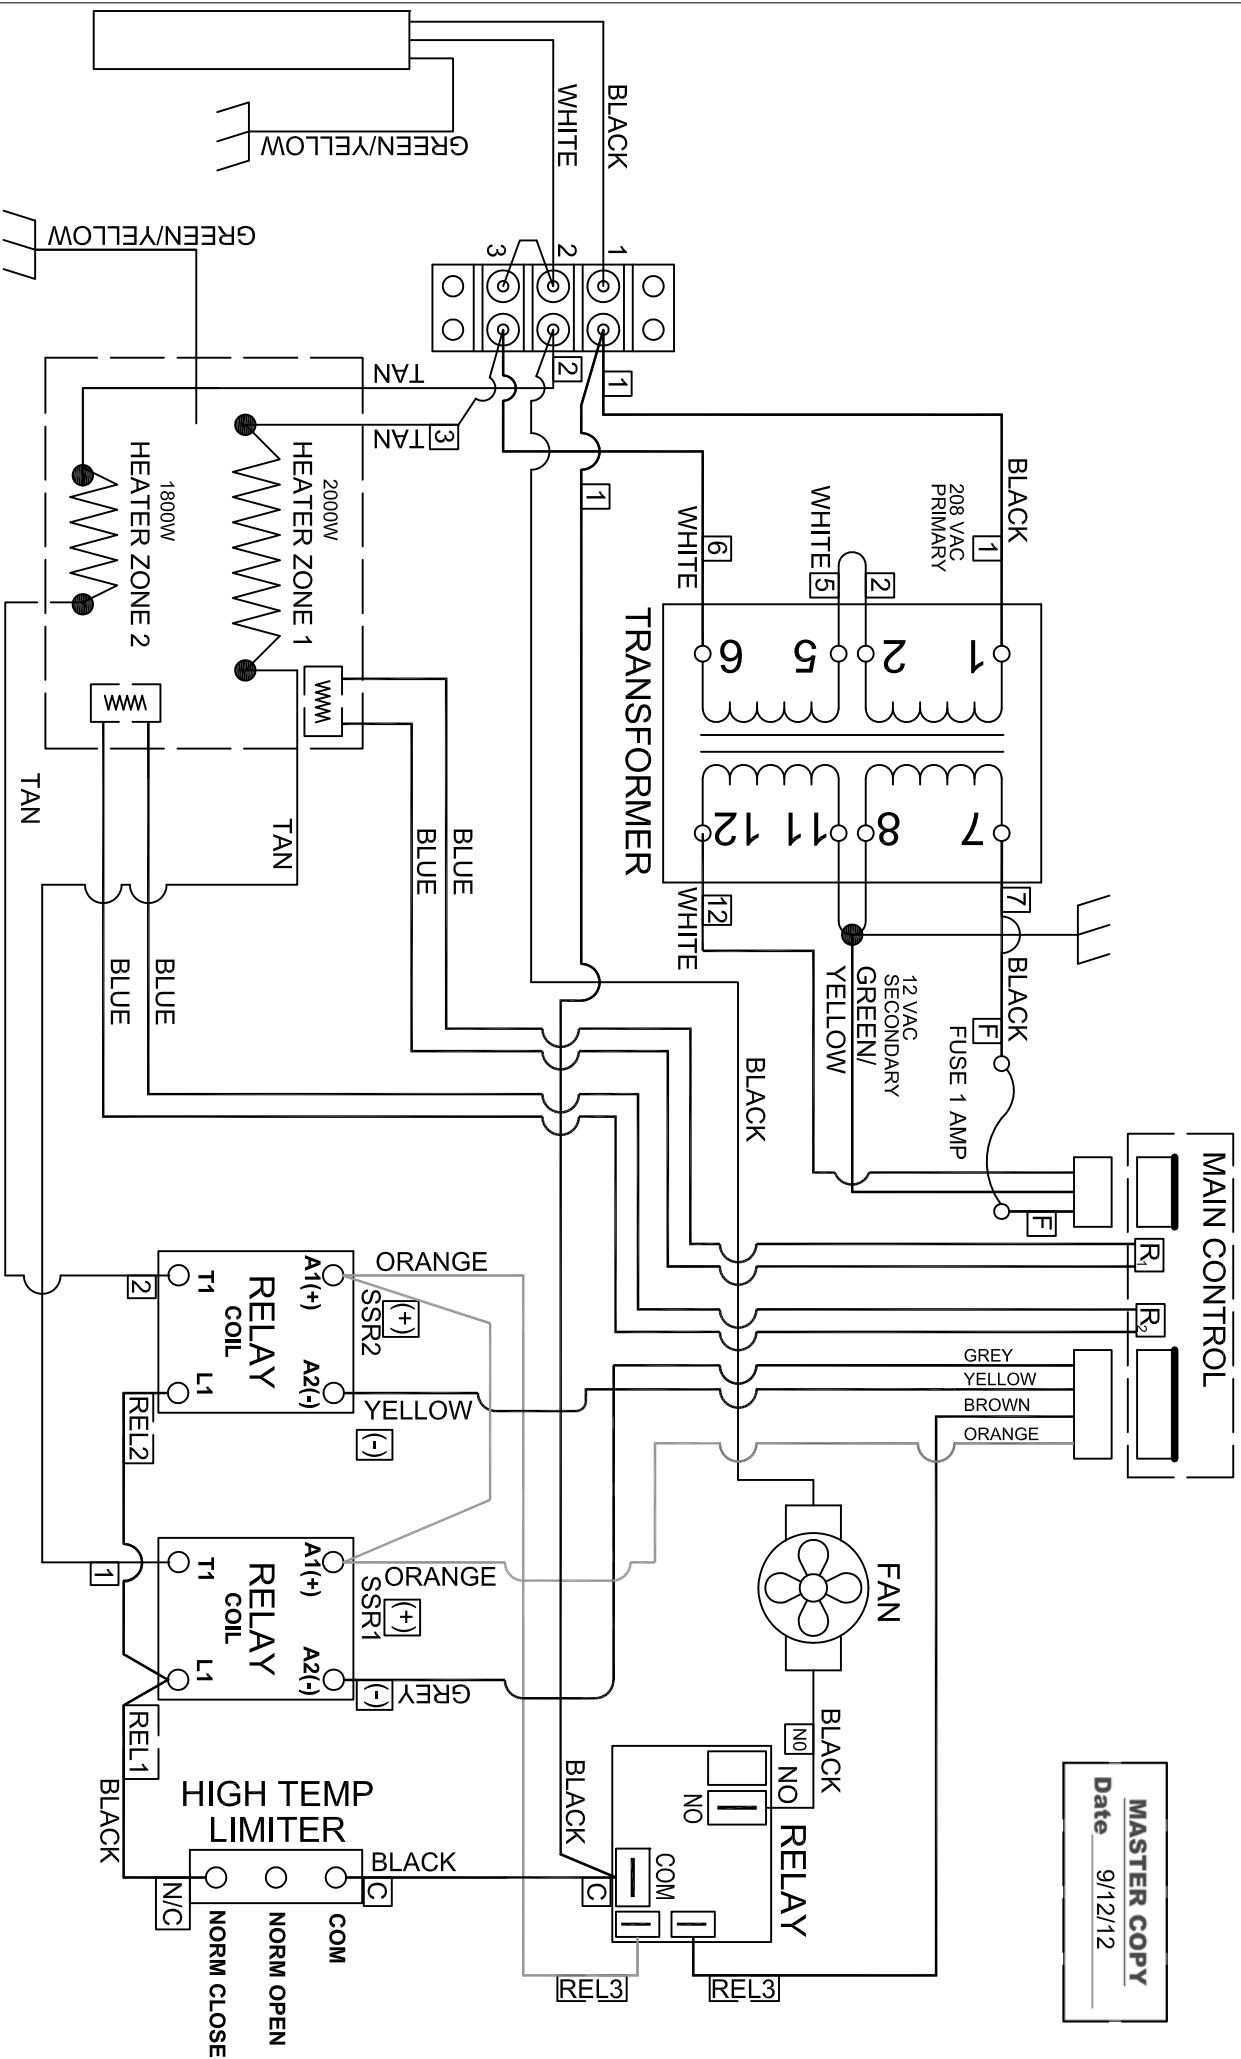 BLACK
WHITE
GREEN/YELLOW
GREEN/YELLOW
1
2
3
1
2
TAN
3
TAN
1
BLACK
1
208 VAC
PRIMARY
WHITE
5
2
6
WHITE
TRANSFORMER
1
2
5
6
7
8
11
12
2000W
HEATER ZONE 1
1800W
HEATER ZONE 2
TAN
TAN
BLUE
BLUE
BLUE
BLUE
12
WHITE
7
BLACK
F
FUSE 1 AMP
F
12 VAC
SECONDARY
GREEN/
YELLOW
BLACK
MAIN CONTROL
R1
R2
GREY
YELLOW
BROWN
ORANGE
ORANGE
(+)
SSR2
A1(+)
A2(-)
RELAY
COIL
T1
L1
2
REL2
YELLOW
(-)
ORANGE
(+)
SSR1
A1(+)
A2(-)
RELAY
COIL
T1
L1
1
REL1
GREY
(-)
FAN
BLACK
NO
NO
NO
RELAY
COM
BLACK
C
REL3
REL3
HIGH TEMP
LIMITER
BLACK
C
BLACK
N/C
COM
NORM OPEN
NORM CLOSE
MASTER COPY
Date 9/12/12